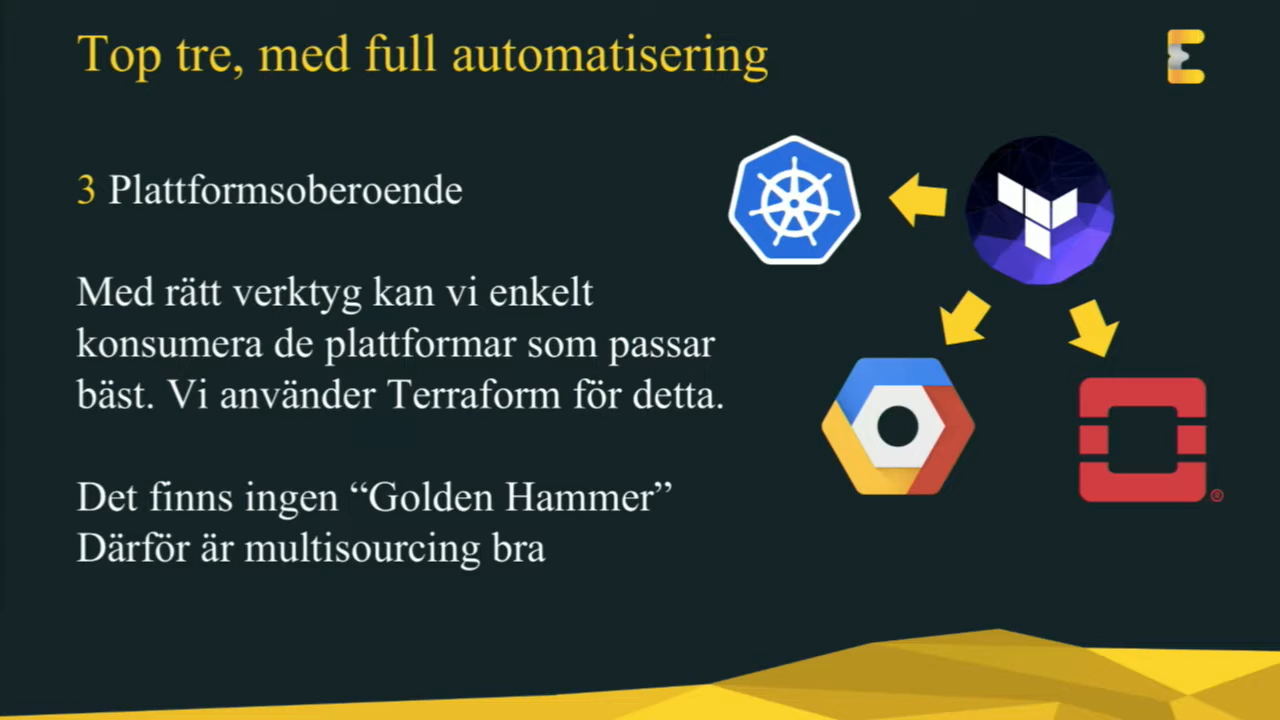 Top tre, med full automatisering
3 Plattformsoberoende
Med rätt verktyg kan vi enkelt
konsumera de plattformar som passar
bäst. Vi använder Terraform för detta.
Det finns ingen “Golden Hammer”
Därför är multisourcing bra